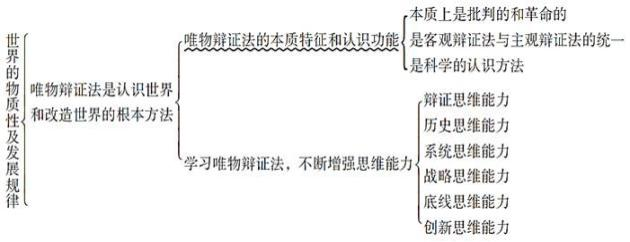 世界的物质性及发展规律
唯物辩证法是认识世界
和改造世界的根本方法
唯物辩证法的本质特征和认识功能
本质上是批判的和革命的
是客观辩证法与主观辩证法的统一
是科学的认识方法
学习唯物辩证法，不断增强思维能力
辩证思维能力
历史思维能力
系统思维能力
战略思维能力
底线思维能力
创新思维能力